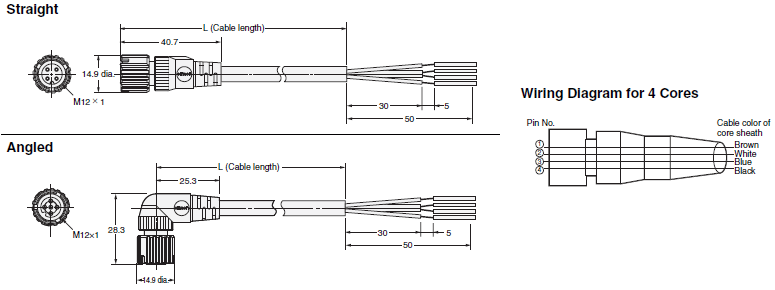 Straight
L (Cable length)
40.7
14.9 dia.
M12 × 1
30
5
50
Angled
L (Cable length)
25.3
28.3
M12×1
14.9 dia.
30
5
50
Wiring Diagram for 4 Cores
Pin No.
Cable color of
core sheath
1 Brown
2 White
3 Blue
4 Black